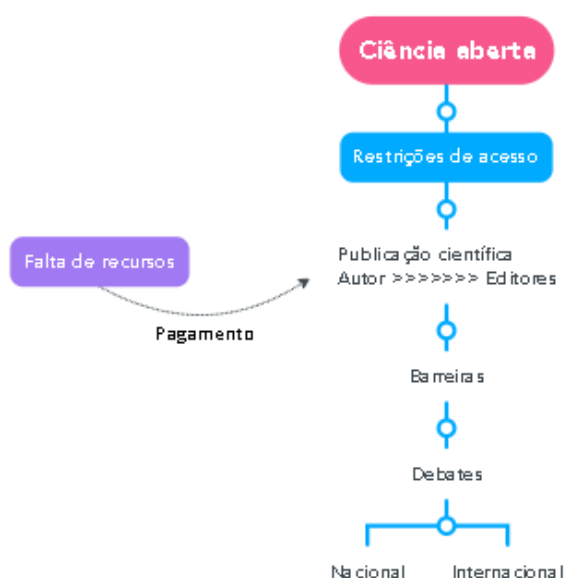 Ciência aberta
Restrições de acesso
Falta de recursos
Publicação científica
Autor >>>>>>> Editores
Pagamento
Barreiras
Debates
Nacional
Internacional